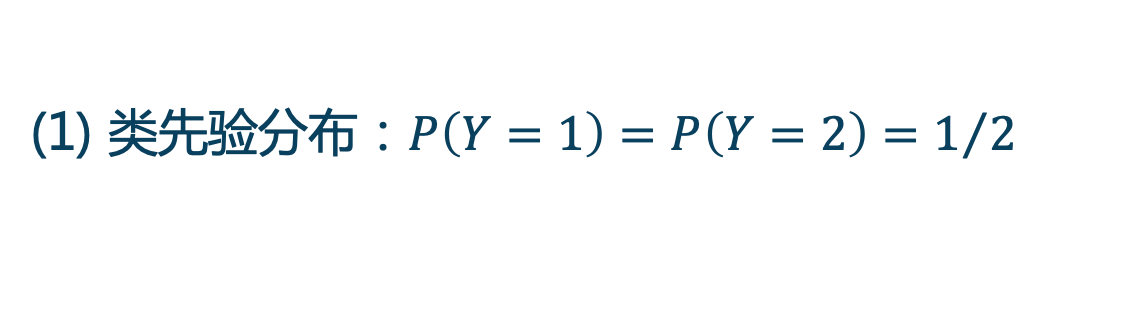 (1) 类先验分布：P(Y = 1) = P(Y = 2) = 1/2